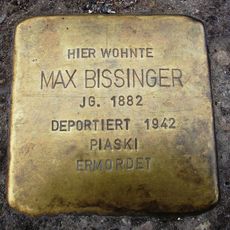 HIER WOHNTE
MAX BISSINGER
JG. 1882
DEPORTIERT 1942
PIASKI
ERMORDET